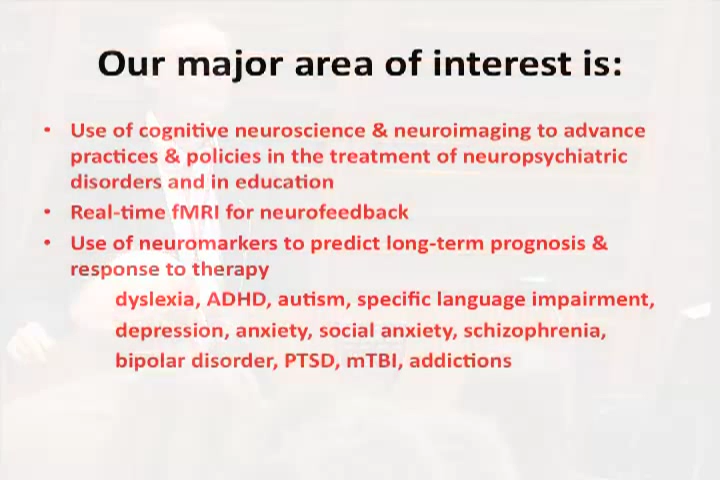 Our major area of interest is:
• Use of cognitive neuroscience & neuroimaging to advance
practices & policies in the treatment of neuropsychiatric
disorders and in education
• Real-time fMRI for neurofeedback
• Use of neuromarkers to predict long-term prognosis &
response to therapy
dyslexia, ADHD, autism, specific language impairment,
depression, anxiety, social anxiety, schizophrenia,
bipolar disorder, PTSD, mTBI, addictions